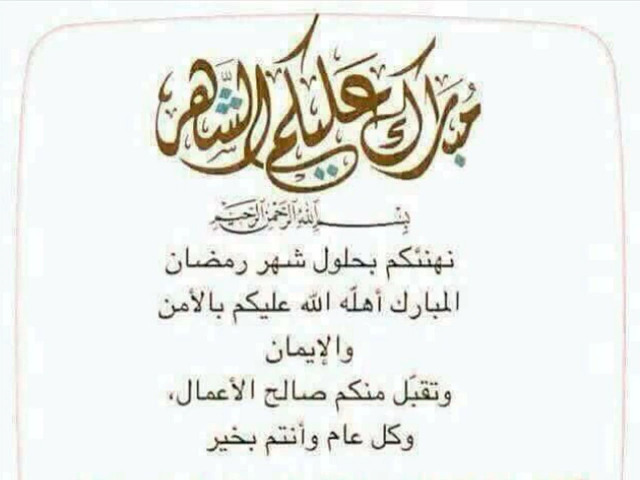 مبارك عليكم الشهر
بسم الله الرحمن الرحيم
نهنئكم بحلول شهر رمضان
المبارك أهلّه الله عليكم بالأمن
والإيمان
وتقبّل منكم صالح الأعمال،
وكل عام وأنتم بخير